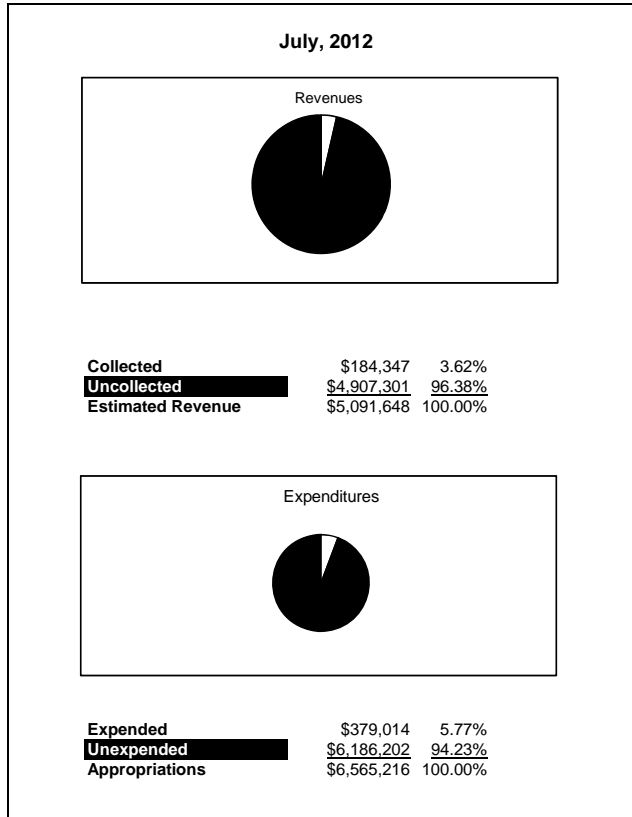 July, 2012
Revenues
Collected $184,347 3.62%
Uncollected $4,907,301 96.38%
Estimated Revenue $5,091,648 100.00%
Expenditures
Expended $379,014 5.77%
Unexpended $6,186,202 94.23%
Appropriations $6,565,216 100.00%